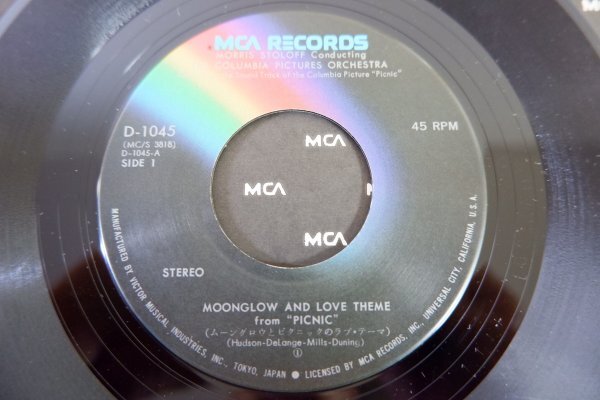 MCA RECORDS
MORRIS STOLOFF Conducting
COLUMBIA PICTURES ORCHESTRA
Sound Track of the Columbia Picture "Picnic"
D-1045
(MC/S 3818)
D-1045-A
SIDE 1
45 RPM
MCA
MCA
MCA
STEREO
MOONGLOW AND LOVE THEME
from "PICNIC"
(ムーングロウとピクニックのラブ・テーマ)
(Hudson-DeLange-Mills-Duning)
MANUFACTURED BY VICTOR MUSICAL INDUSTRIES, INC., TOKYO, JAPAN ● LICENSED BY MCA RECORDS, INC., UNIVERSAL CITY, CALIFORNIA, U.S.A.